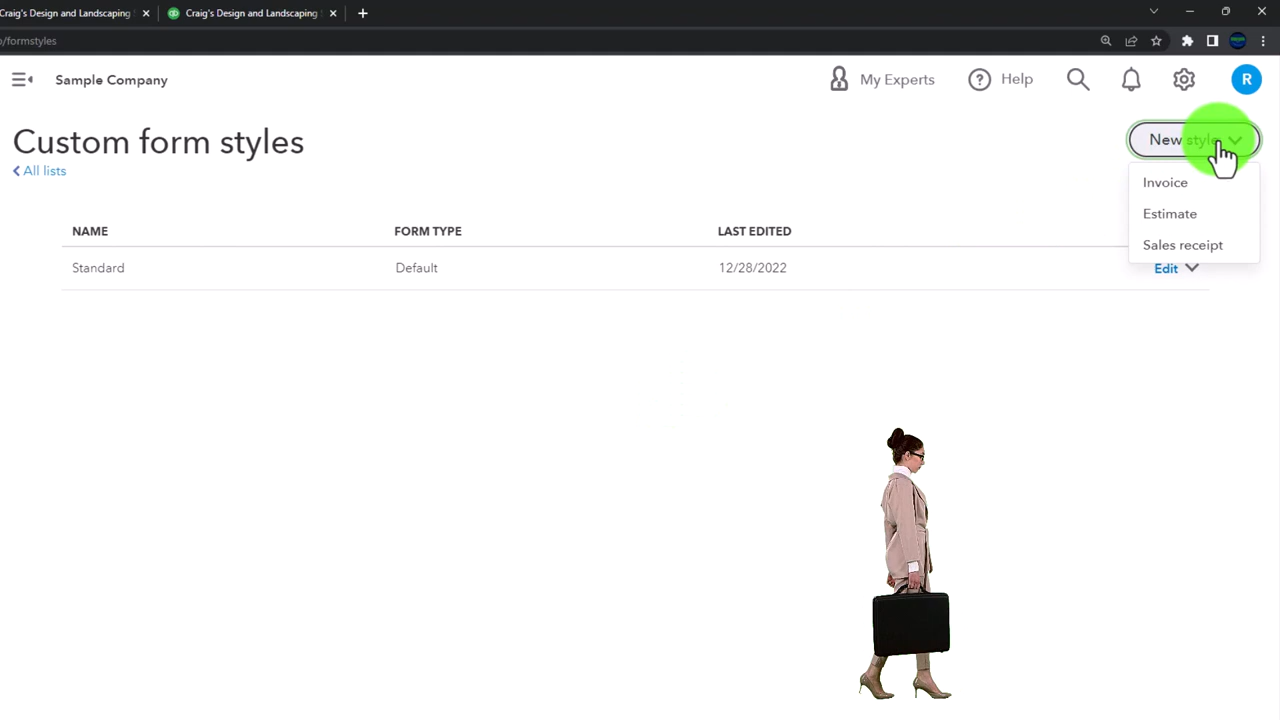 Craig's Design and Landscaping
Craig's Design and Landscaping
/formstyles
Sample Company
My Experts
Help
R
Custom form styles
New style
All lists
Invoice
Estimate
Sales receipt
NAME FORM TYPE LAST EDITED
Standard Default 12/28/2022 Edit